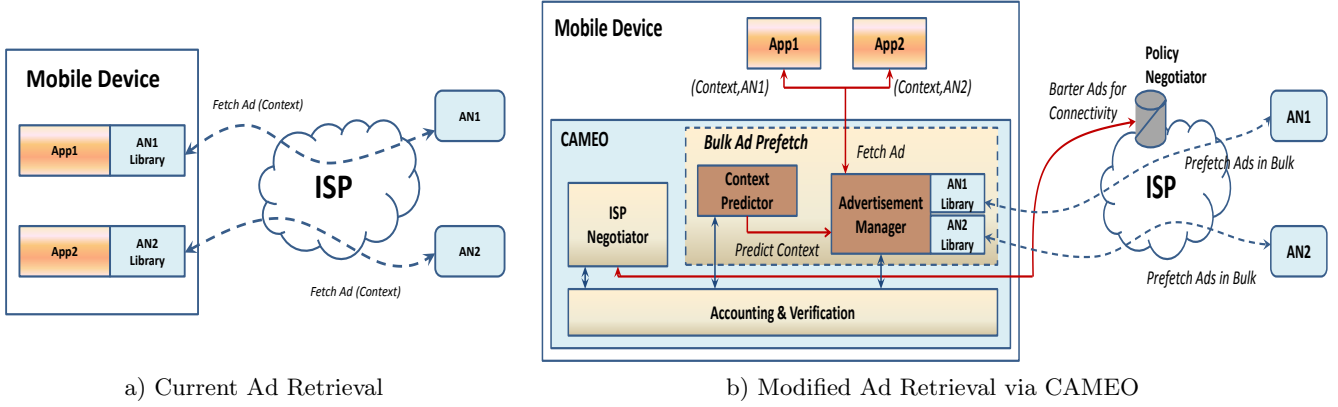 Mobile Device
Fetch Ad (Context)
App1
AN1
Library
ISP
AN1
App2
AN2
Library
AN2
Fetch Ad (Context)
a) Current Ad Retrieval
Mobile Device
App1
App2
(Context,AN1)
(Context,AN2)
Policy
Negotiator
Barter Ads for
Connectivity
AN1
CAMEO
Bulk Ad Prefetch
Fetch Ad
Prefetch Ads in Bulk
Context
Predictor
Advertisement
Manager
AN1
Library
AN2
Library
ISP
ISP
Negotiator
Predict Context
AN2
Prefetch Ads in Bulk
Accounting & Verification
b) Modified Ad Retrieval via CAMEO